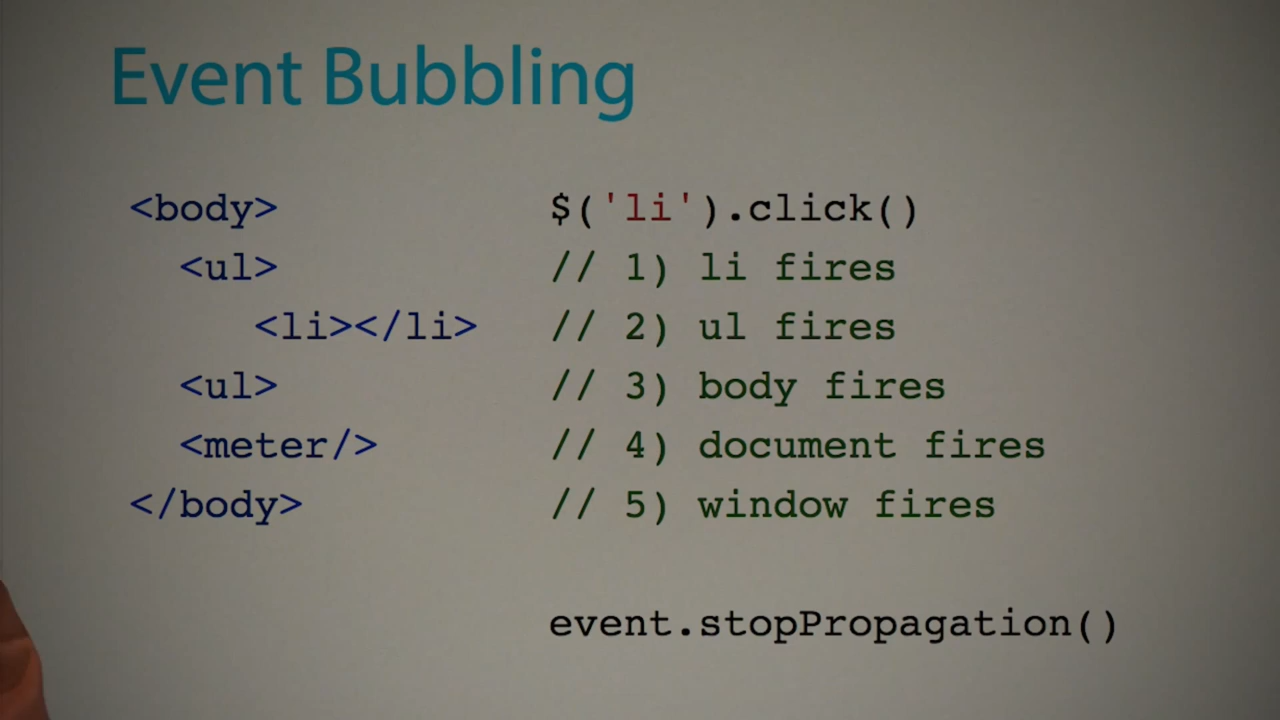 Event Bubbling
<body>
<ul>
<li></li>
<ul>
<meter/>
</body>
$('li').click()
// 1) li fires
// 2) ul fires
// 3) body fires
// 4) document fires
// 5) window fires
event.stopPropagation()